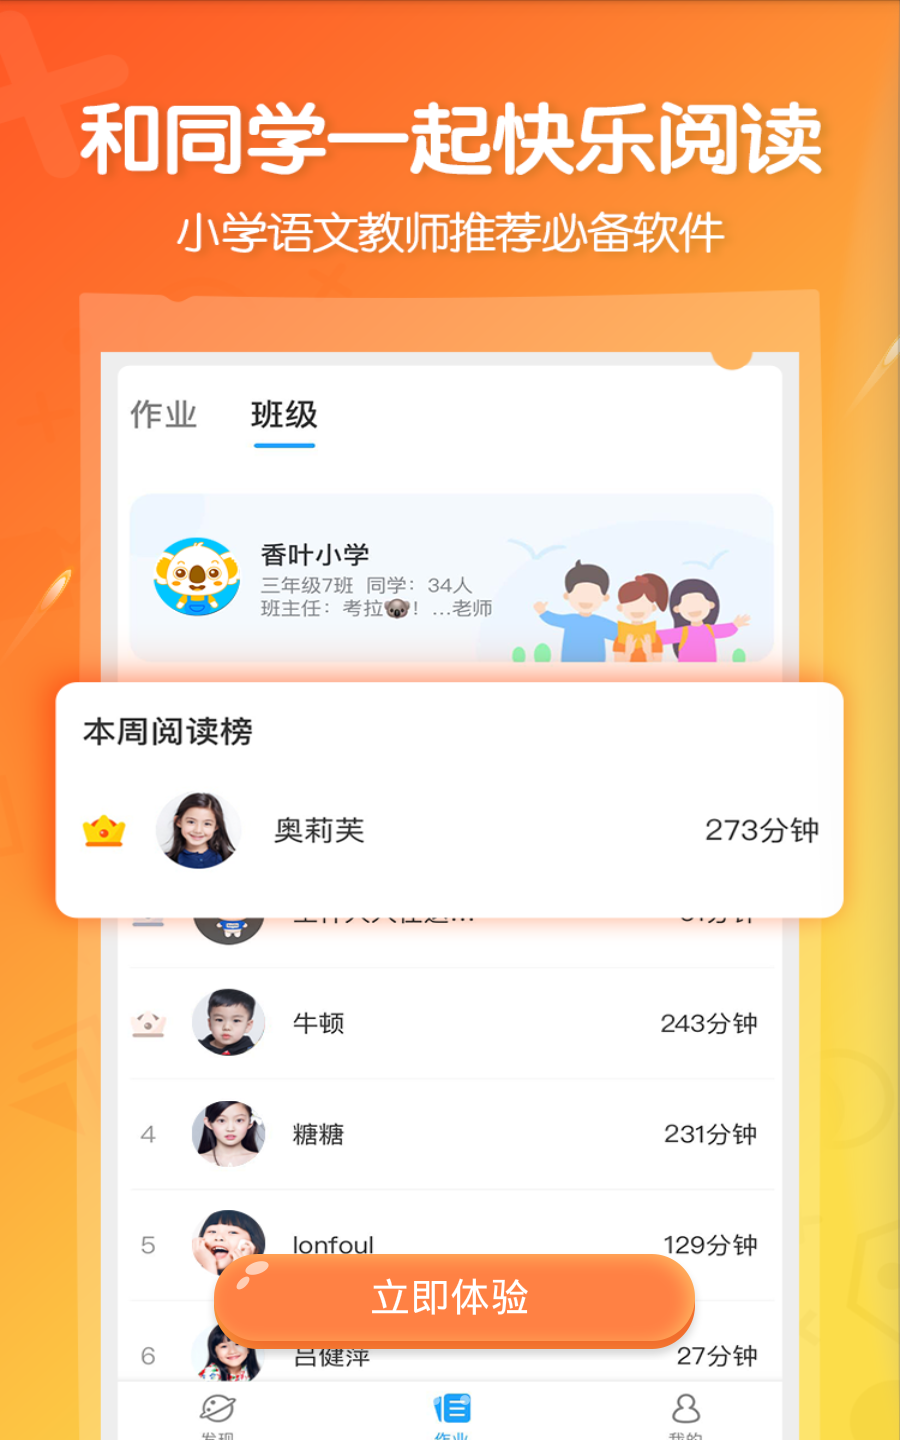 和同学一起快乐阅读
小学语文教师推荐必备软件
作业 班级
香叶小学
三年级7班 同学：34人
班主任：考拉🐨！…老师
本周阅读榜
奥莉芙 273分钟
牛顿 243分钟
4 糖糖 231分钟
5 lonfoul 129分钟
立即体验
6 吕健萍 27分钟
发现 作业 我的